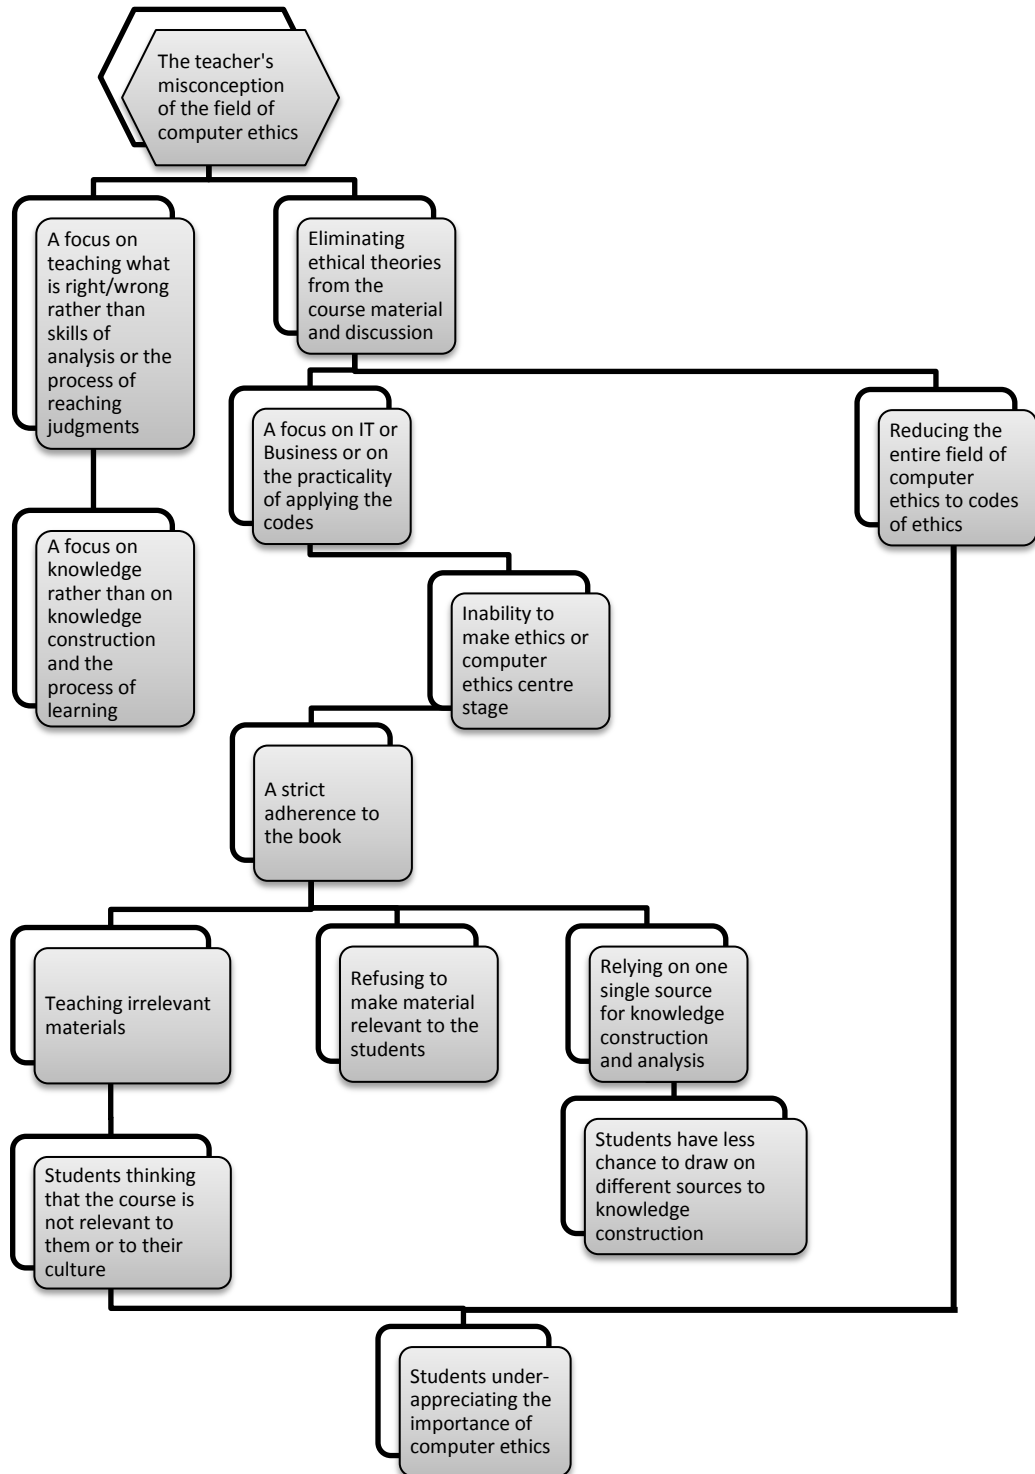 The teacher's
misconception
of the field of
computer ethics
A focus on
teaching what
is right/wrong
rather than
skills of
analysis or the
process of
reaching
judgments
Eliminating
ethical theories
from the
course material
and discussion
A focus on IT or
Business or on
the practicality
of applying the
codes
Reducing the
entire field of
computer
ethics to codes
of ethics
A focus on
knowledge
rather than on
knowledge
construction
and the
process of
learning
Inability to
make ethics or
computer
ethics centre
stage
A strict
adherence to
the book
Teaching irrelevant
materials
Refusing to
make material
relevant to the
students
Relying on one
single source
for knowledge
construction
and analysis
Students thinking
that the course is
not relevant to
them or to their
culture
Students have less
chance to draw on
different sources to
knowledge
construction
Students under-
appreciating the
importance of
computer ethics